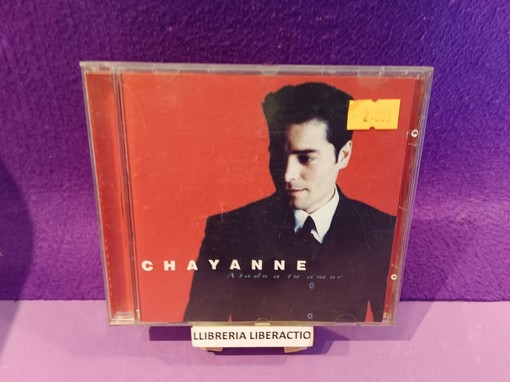 CHAYANNE
Atado a tu amor
LLIBRERIA LIBERACTIO